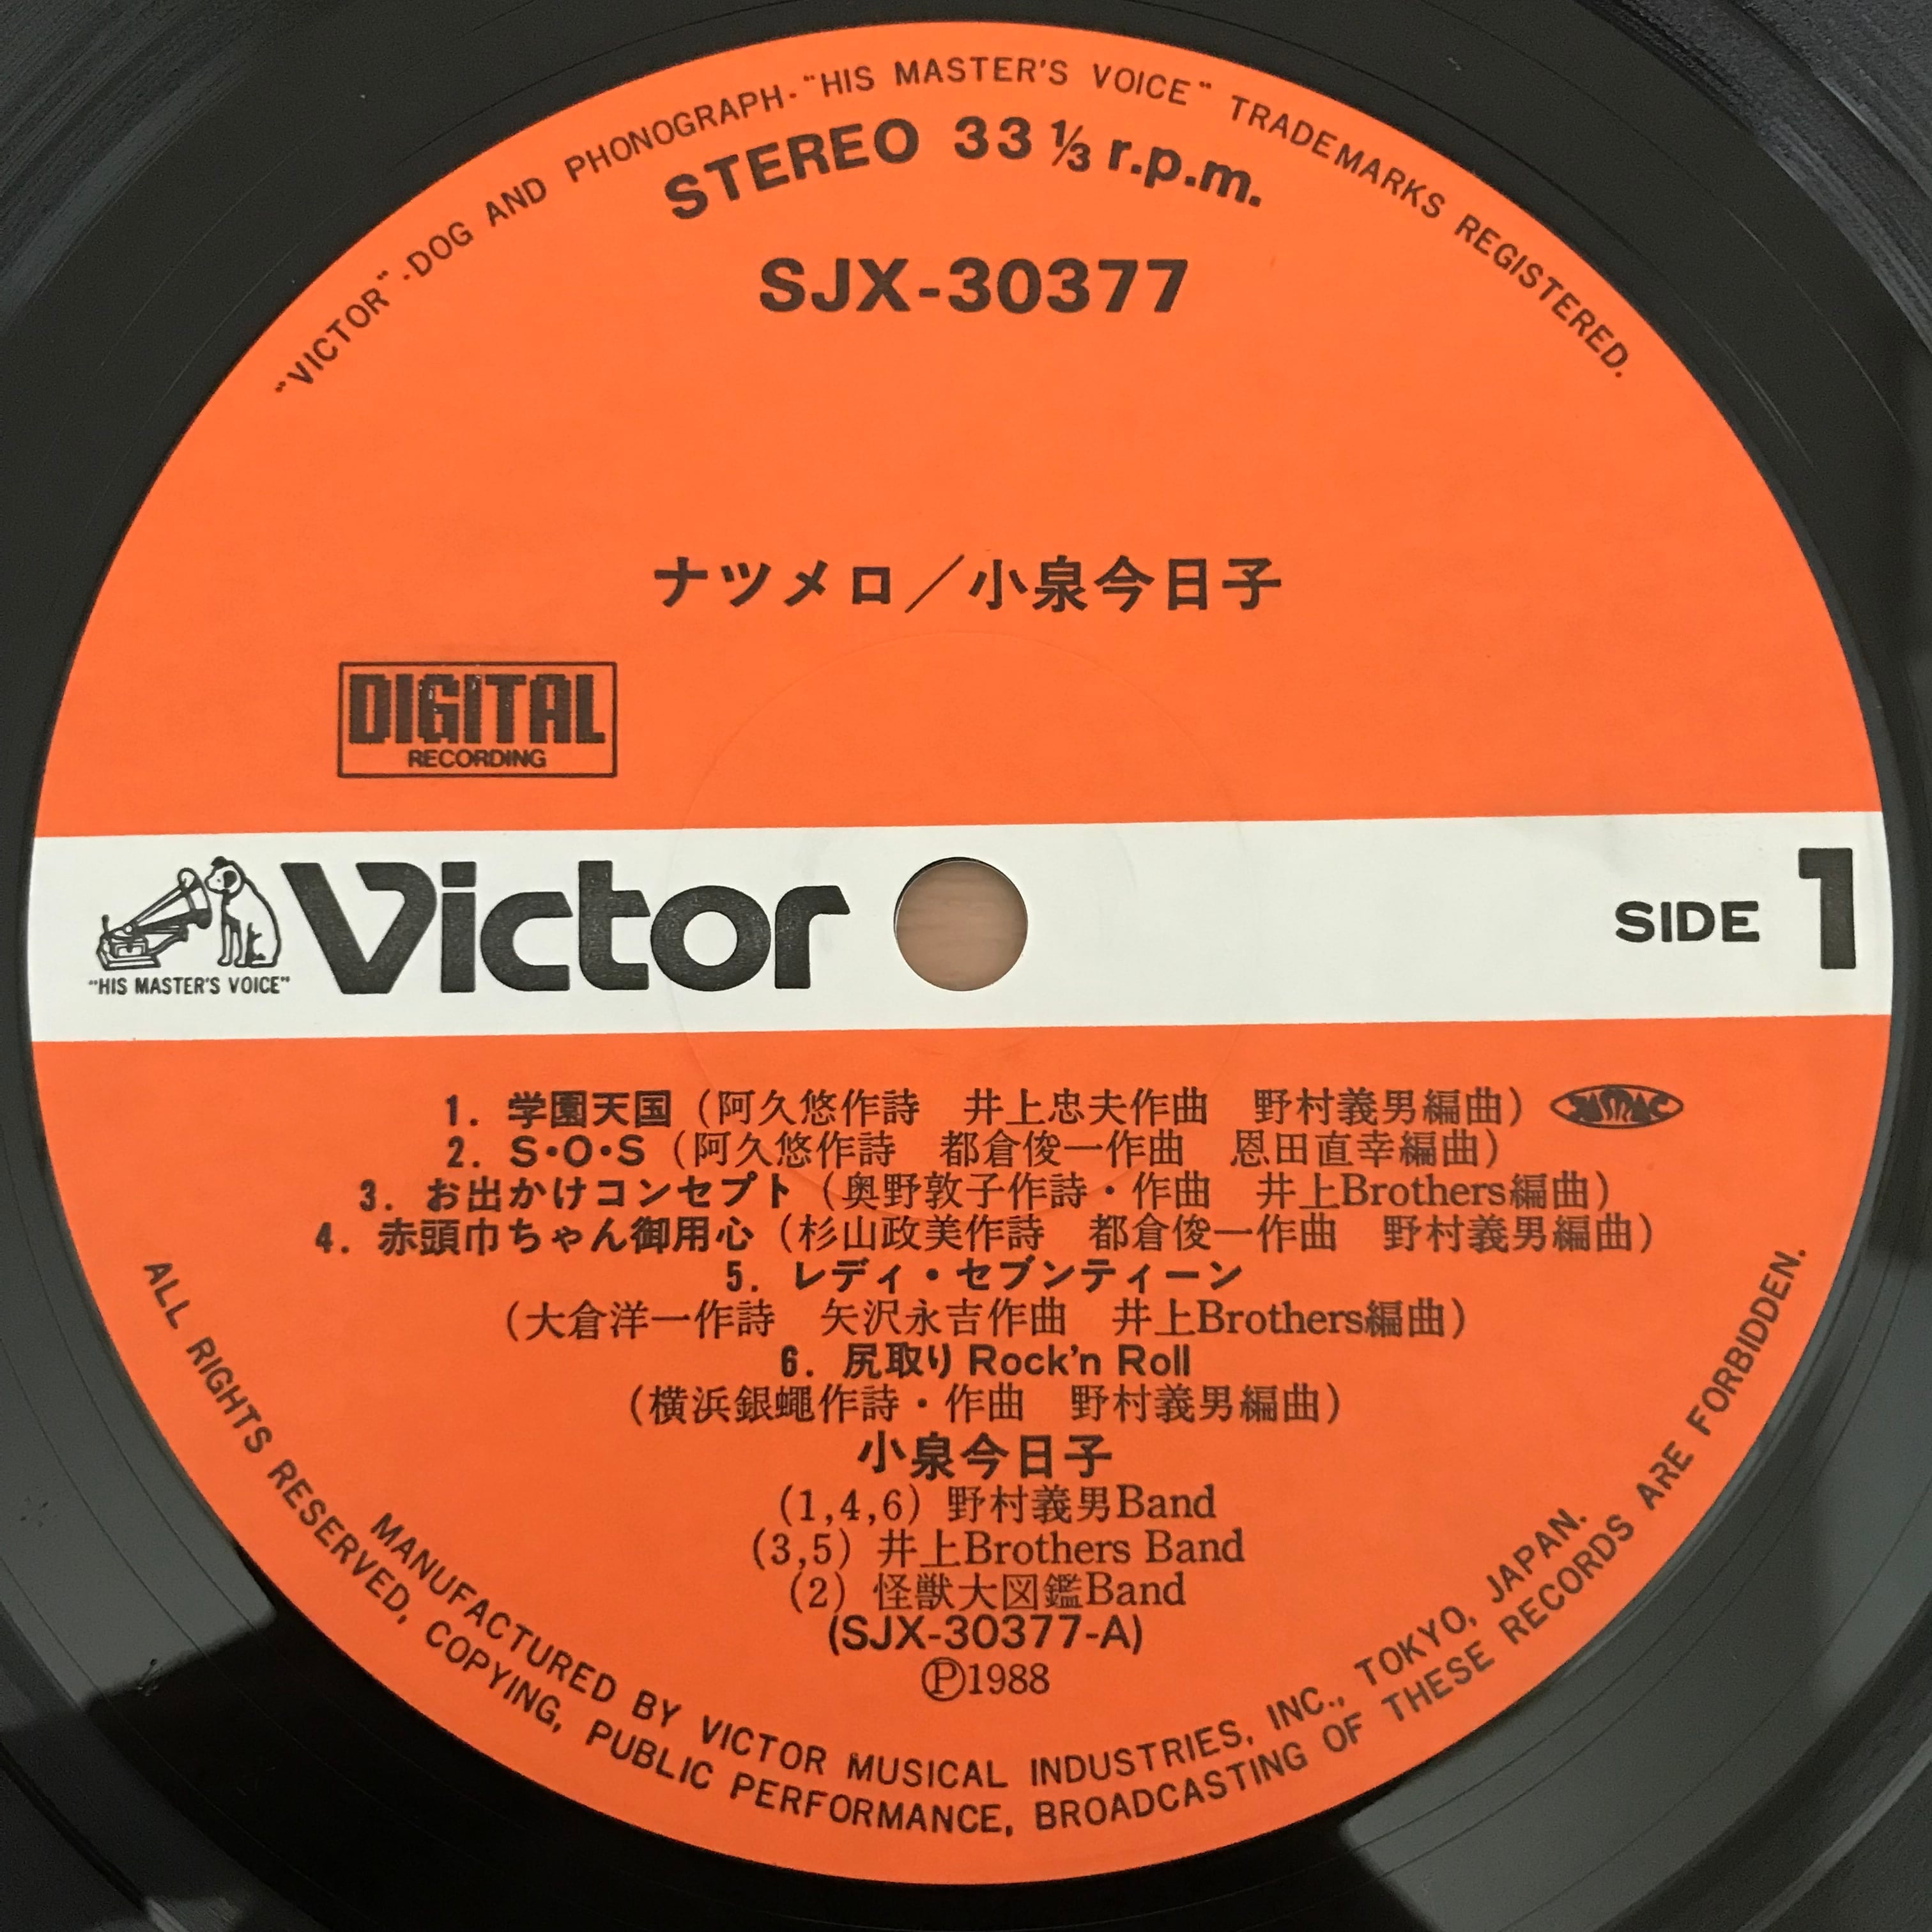 "VICTOR"-DOG AND PHONOGRAPH-"HIS MASTER'S VOICE" TRADEMARKS REGISTERED.
STEREO 33 1/3 r.p.m.
SJX-30377
ナツメロ／小泉今日子
DIGITAL
RECORDING
Victor
"HIS MASTER'S VOICE"
SIDE 1
1. 学園天国（阿久悠作詩　井上忠夫作曲　野村義男編曲） JASRAC
2. S・O・S（阿久悠作詩　都倉俊一作曲　恩田直幸編曲）
3. お出かけコンセプト（奥野敦子作詩・作曲　井上Brothers編曲）
4. 赤頭巾ちゃん御用心（杉山政美作詩　都倉俊一作曲　野村義男編曲）
5. レディ・セブンティーン
（大倉洋一作詩　矢沢永吉作曲　井上Brothers編曲）
6. 尻取り Rock'n Roll
（横浜銀蠅作詩・作曲　野村義男編曲）
小泉今日子
(1,4,6) 野村義男Band
(3,5) 井上Brothers Band
(2) 怪獣大図鑑Band
(SJX-30377-A)
Ⓟ1988
MANUFACTURED BY VICTOR MUSICAL INDUSTRIES, INC., TOKYO, JAPAN.
ALL RIGHTS RESERVED, COPYING, PUBLIC PERFORMANCE, BROADCASTING OF THESE RECORDS ARE FORBIDDEN.